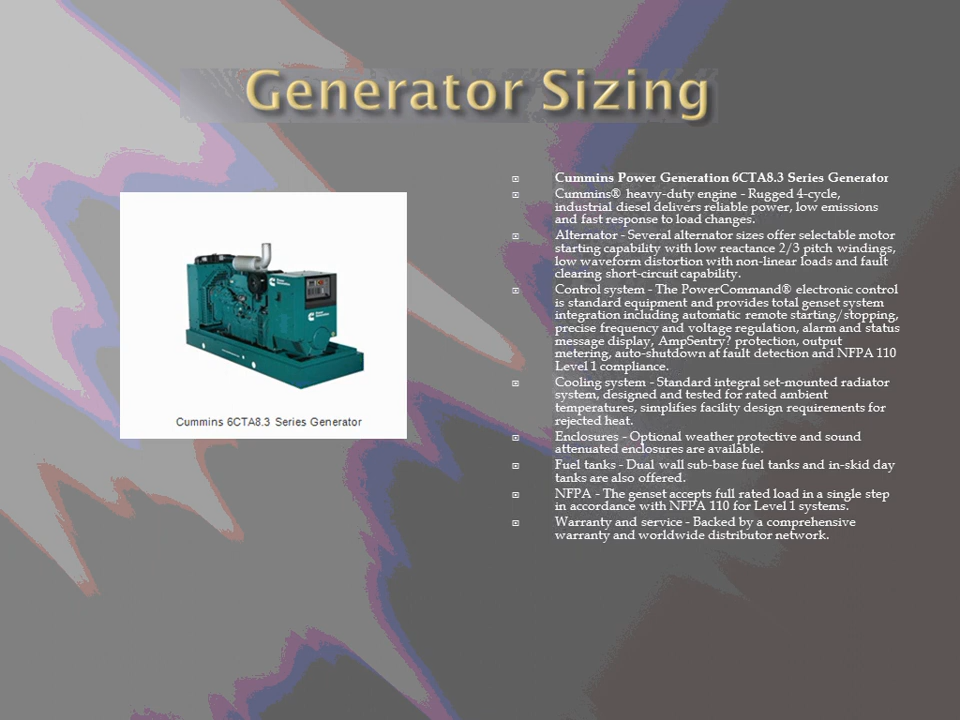 Generator Sizing
Cummins 6CTA8.3 Series Generator
Cummins Power Generation 6CTA8.3 Series Generator
Cummins® heavy-duty engine - Rugged 4-cycle,
industrial diesel delivers reliable power, low emissions
and fast response to load changes.
Alternator - Several alternator sizes offer selectable motor
starting capability with low reactance 2/3 pitch windings,
low waveform distortion with non-linear loads and fault
clearing short-circuit capability.
Control system - The PowerCommand® electronic control
is standard equipment and provides total genset system
integration including automatic remote starting/stopping,
precise frequency and voltage regulation, alarm and status
message display, AmpSentry? protection, output
metering, auto-shutdown at fault detection and NFPA 110
Level 1 compliance.
Cooling system - Standard integral set-mounted radiator
system, designed and tested for rated ambient
temperatures, simplifies facility design requirements for
rejected heat.
Enclosures - Optional weather protective and sound
attenuated enclosures are available.
Fuel tanks - Dual wall sub-base fuel tanks and in-skid day
tanks are also offered.
NFPA - The genset accepts full rated load in a single step
in accordance with NFPA 110 for Level 1 systems.
Warranty and service - Backed by a comprehensive
warranty and worldwide distributor network.